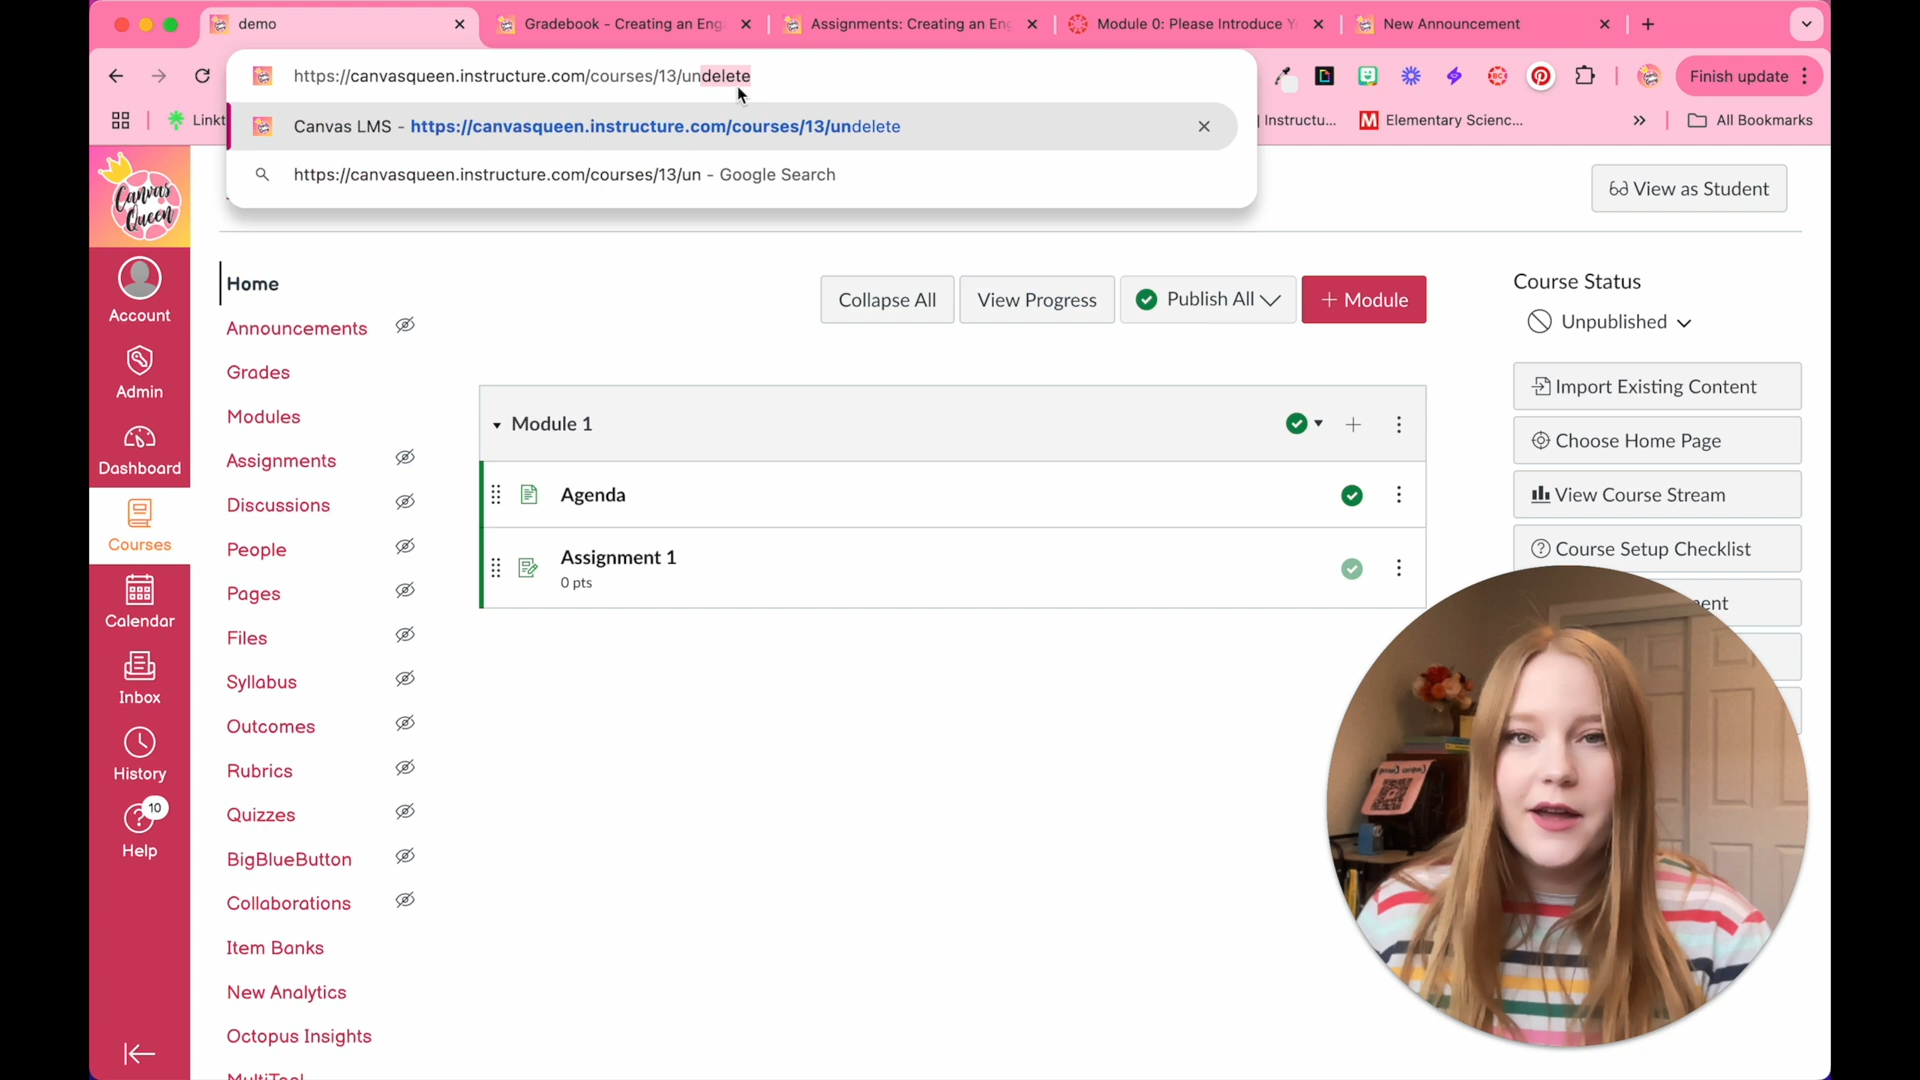 demo
Gradebook - Creating an Eng
Assignments: Creating an Eng
Module 0: Please Introduce Y
New Announcement
https://canvasqueen.instructure.com/courses/13/undelete
Finish update
Canvas LMS - https://canvasqueen.instructure.com/courses/13/undelete
https://canvasqueen.instructure.com/courses/13/un - Google Search
Linkt
| Instructu...
Elementary Scienc...
All Bookmarks
Canvas
Queen
View as Student
Account
Admin
Dashboard
Courses
Calendar
Inbox
History
10
Help
Home
Announcements
Grades
Modules
Assignments
Discussions
People
Pages
Files
Syllabus
Outcomes
Rubrics
Quizzes
BigBlueButton
Collaborations
Item Banks
New Analytics
Octopus Insights
MultiTool
Collapse All
View Progress
Publish All
+ Module
Module 1
Agenda
Assignment 1
0 pts
Course Status
Unpublished
Import Existing Content
Choose Home Page
View Course Stream
Course Setup Checklist
ent